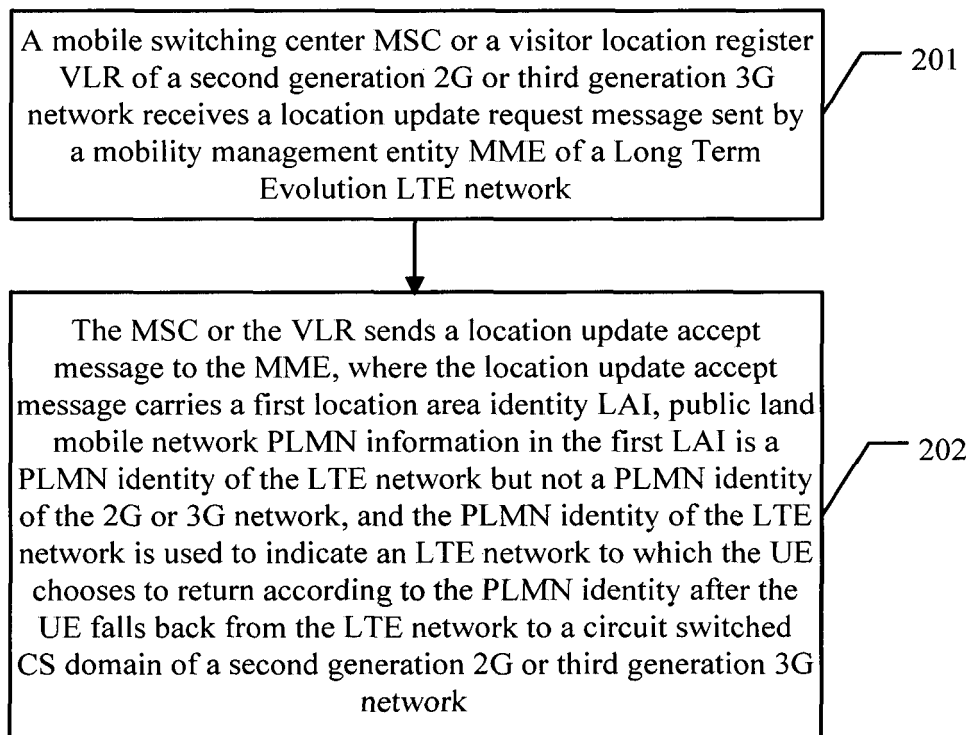 A mobile switching center MSC or a visitor location register
VLR of a second generation 2G or third generation 3G
network receives a location update request message sent by
a mobility management entity MME of a Long Term
Evolution LTE network
201
The MSC or the VLR sends a location update accept
message to the MME, where the location update accept
message carries a first location area identity LAI, public land
mobile network PLMN information in the first LAI is a
PLMN identity of the LTE network but not a PLMN identity
of the 2G or 3G network, and the PLMN identity of the LTE
network is used to indicate an LTE network to which the UE
chooses to return according to the PLMN identity after the
UE falls back from the LTE network to a circuit switched
CS domain of a second generation 2G or third generation 3G
network
202